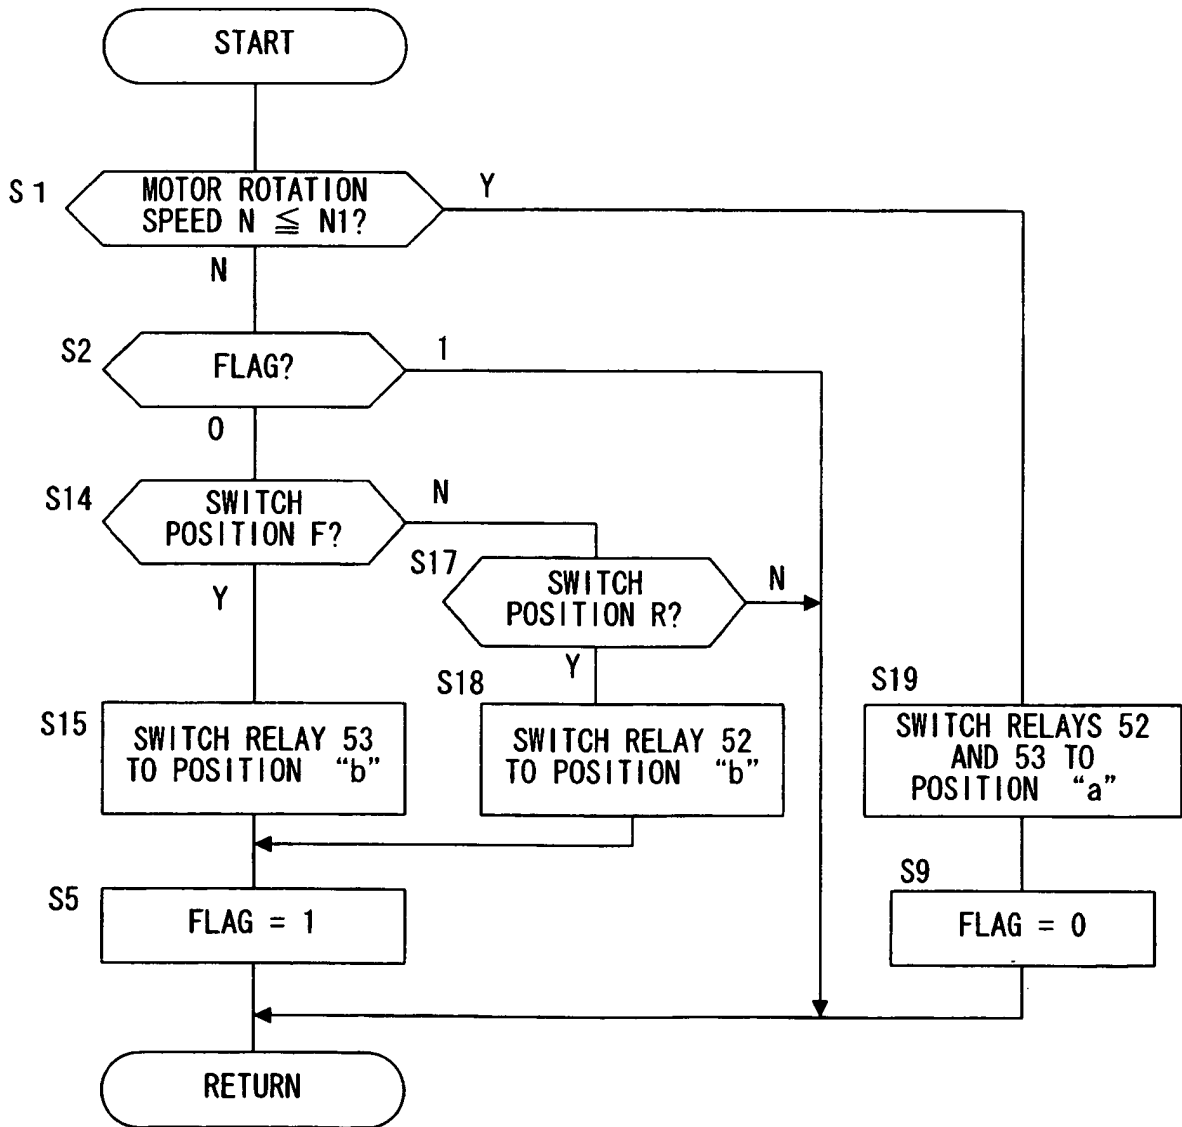 START
S1
MOTOR ROTATION
SPEED N ≦ N1?
Y
N
S2
FLAG?
1
0
S14
SWITCH
POSITION F?
N
Y
S17
SWITCH
POSITION R?
N
Y
S15
SWITCH RELAY 53
TO POSITION “b”
S18
SWITCH RELAY 52
TO POSITION “b”
S19
SWITCH RELAYS 52
AND 53 TO
POSITION “a”
S5
FLAG = 1
S9
FLAG = 0
RETURN